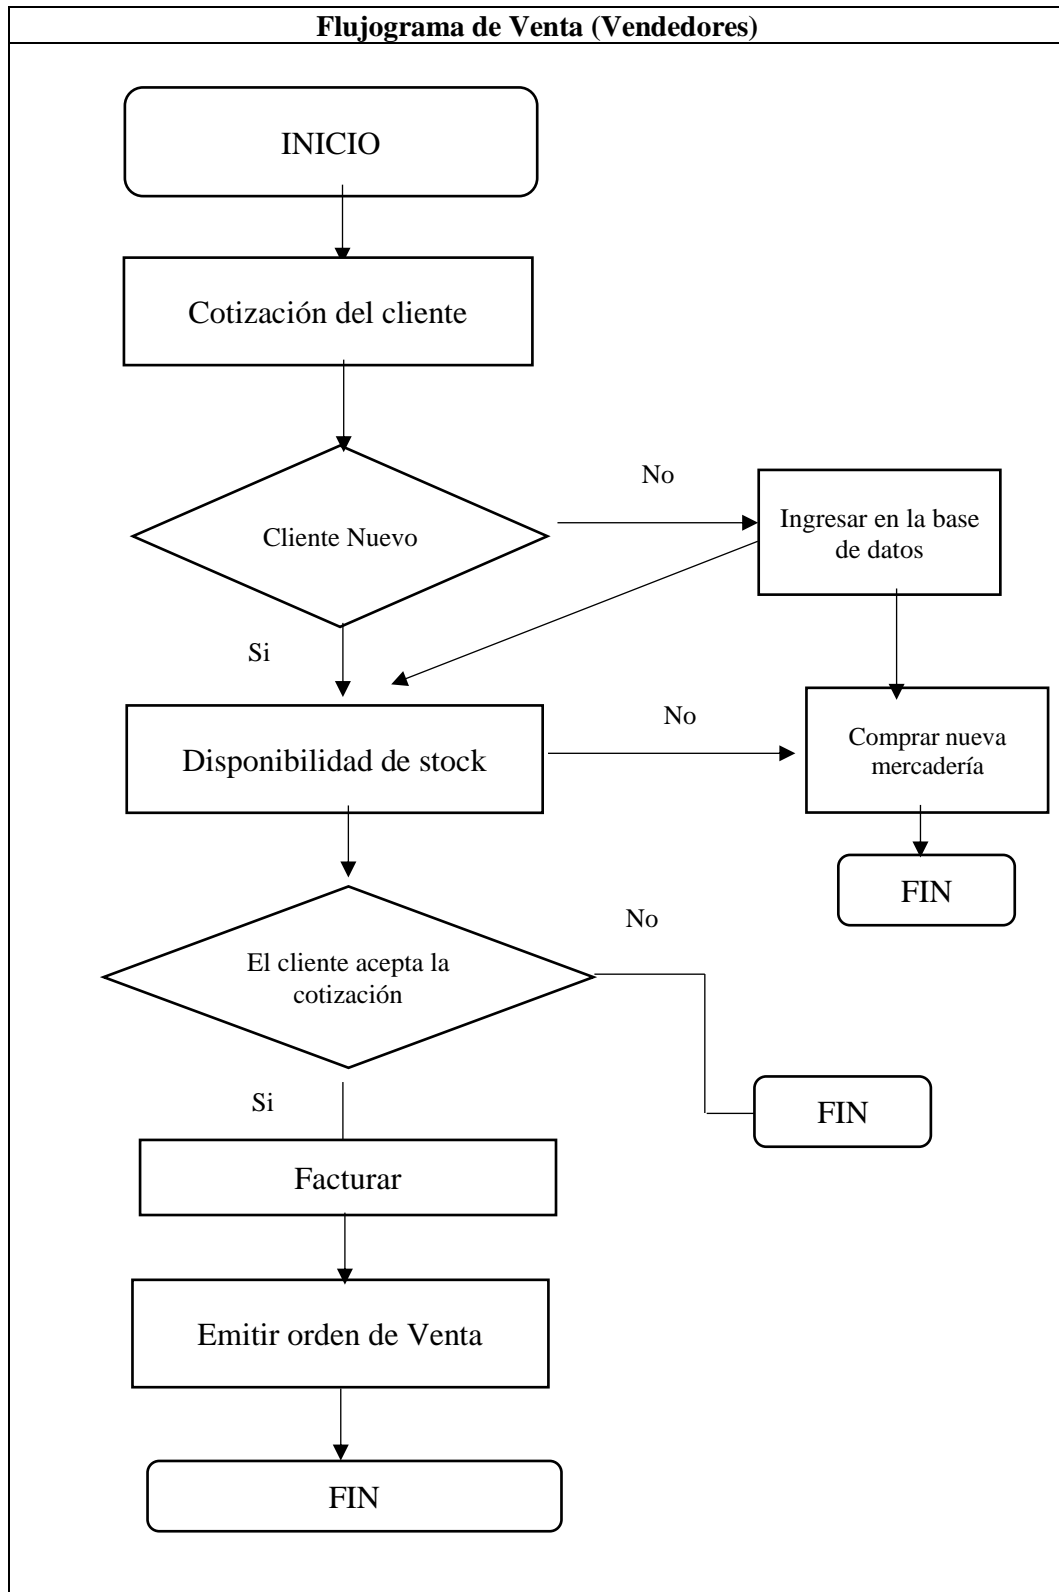 Flujograma de Venta (Vendedores)
INICIO
Cotización del cliente
No
Cliente Nuevo
Ingresar en la base
de datos
Si
Disponibilidad de stock
No
Comprar nueva
mercadería
FIN
No
El cliente acepta la
cotización
Si
FIN
Facturar
Emitir orden de Venta
FIN